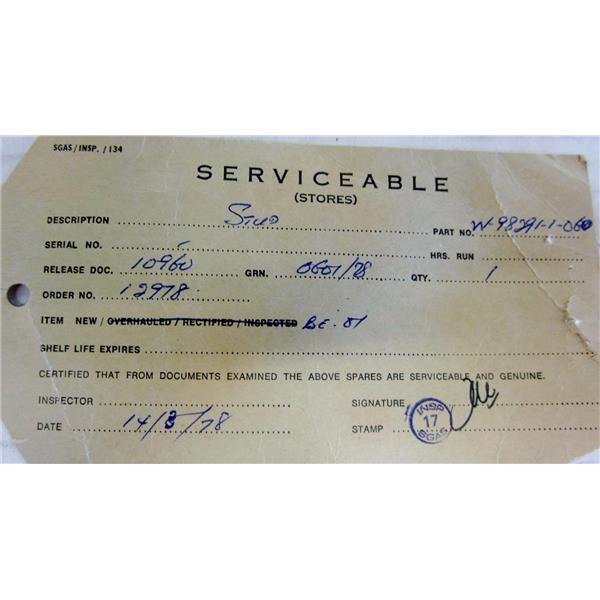 SGAS/INSP. /134
SERVICEABLE
(STORES)
DESCRIPTION Stud PART NO. W-98291-1-060
SERIAL NO. - HRS. RUN
RELEASE DOC. 10960 GRN. 0601/78 QTY. 1
ORDER NO. 12978
ITEM NEW / OVERHAULED / RECTIFIED / INSPECTED BE. 01
SHELF LIFE EXPIRES
CERTIFIED THAT FROM DOCUMENTS EXAMINED THE ABOVE SPARES ARE SERVICEABLE AND GENUINE.
INSPECTOR SIGNATURE
DATE 14/3/78 STAMP INSP 17 SGAS